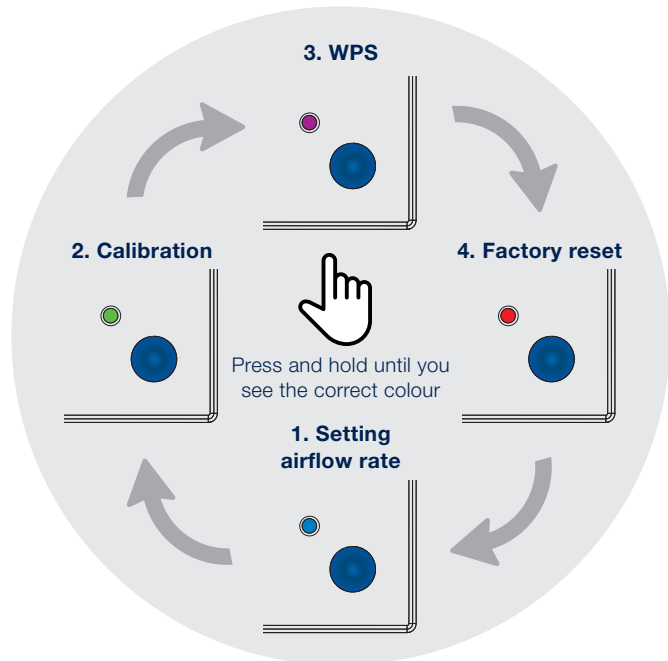 3. WPS
2. Calibration
4. Factory reset
Press and hold until you
see the correct colour
1. Setting
airflow rate